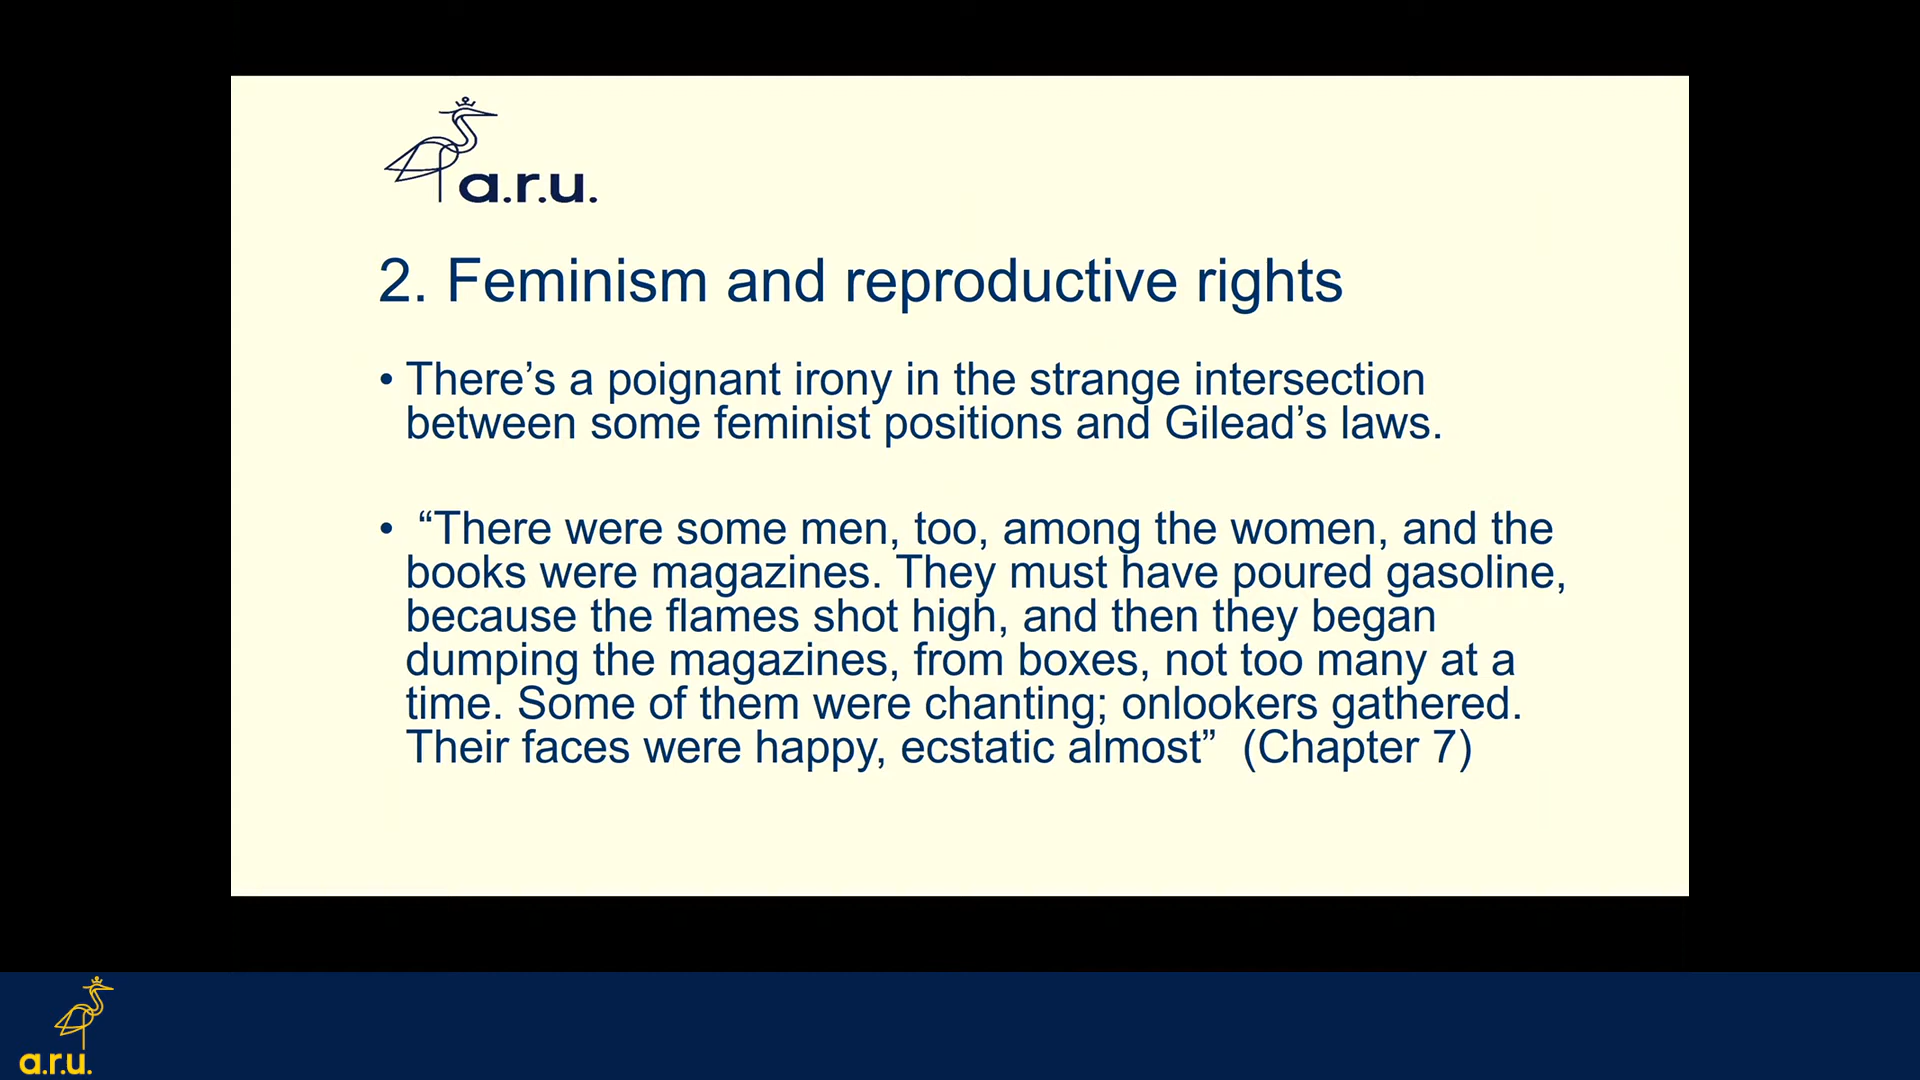 a.r.u.
2. Feminism and reproductive rights
• There’s a poignant irony in the strange intersection
between some feminist positions and Gilead’s laws.
• “There were some men, too, among the women, and the
books were magazines. They must have poured gasoline,
because the flames shot high, and then they began
dumping the magazines, from boxes, not too many at a
time. Some of them were chanting; onlookers gathered.
Their faces were happy, ecstatic almost”  (Chapter 7)
a.r.u.